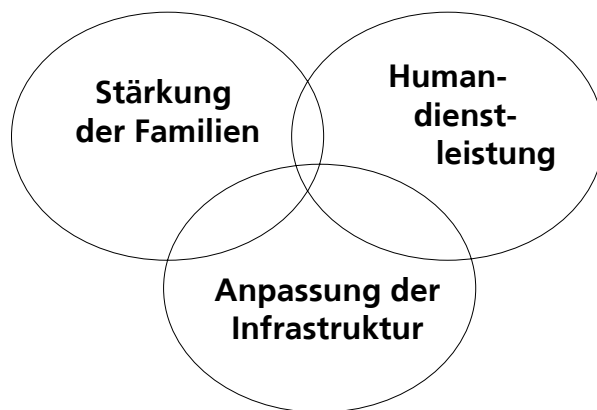 Stärkung
der Familien
Human-
dienst-
leistung
Anpassung der
Infrastruktur